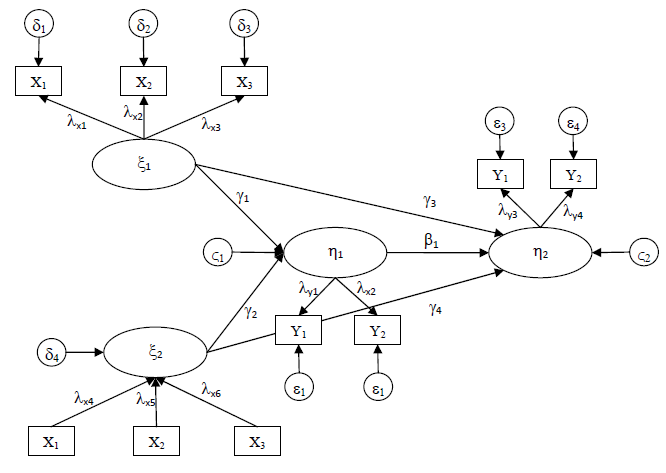 δ1 δ2 δ3
X1 X2 X3
λx1 λx2 λx3
ε3 ε4
ξ1
Y1 Y2
γ1 γ3
λy3 λy4
ς1 η1 β1 η2 ς2
λy1 λx2
γ2 γ4
Y1 Y2
δ4 ξ2
ε1 ε1
λx4 λx5 λx6
X1 X2 X3